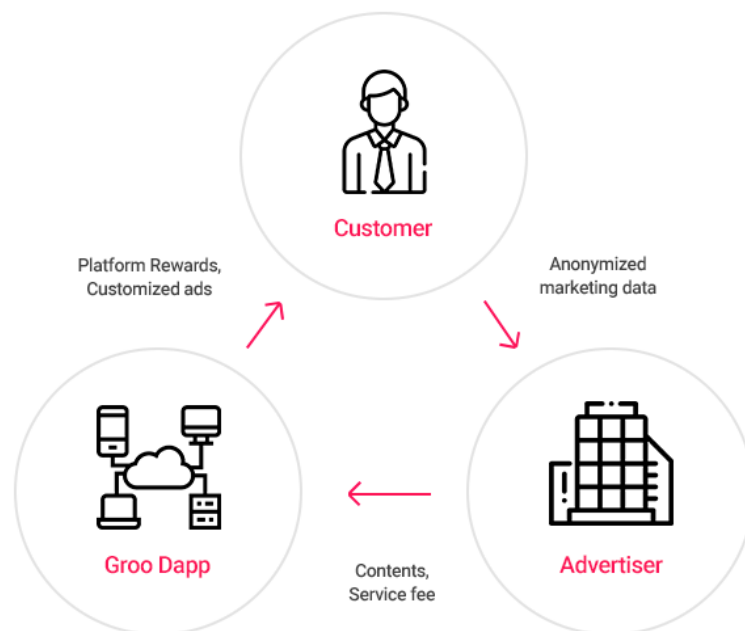 Customer
Platform Rewards,
Customized ads
Anonymized
marketing data
Groo Dapp
Advertiser
Contents,
Service fee